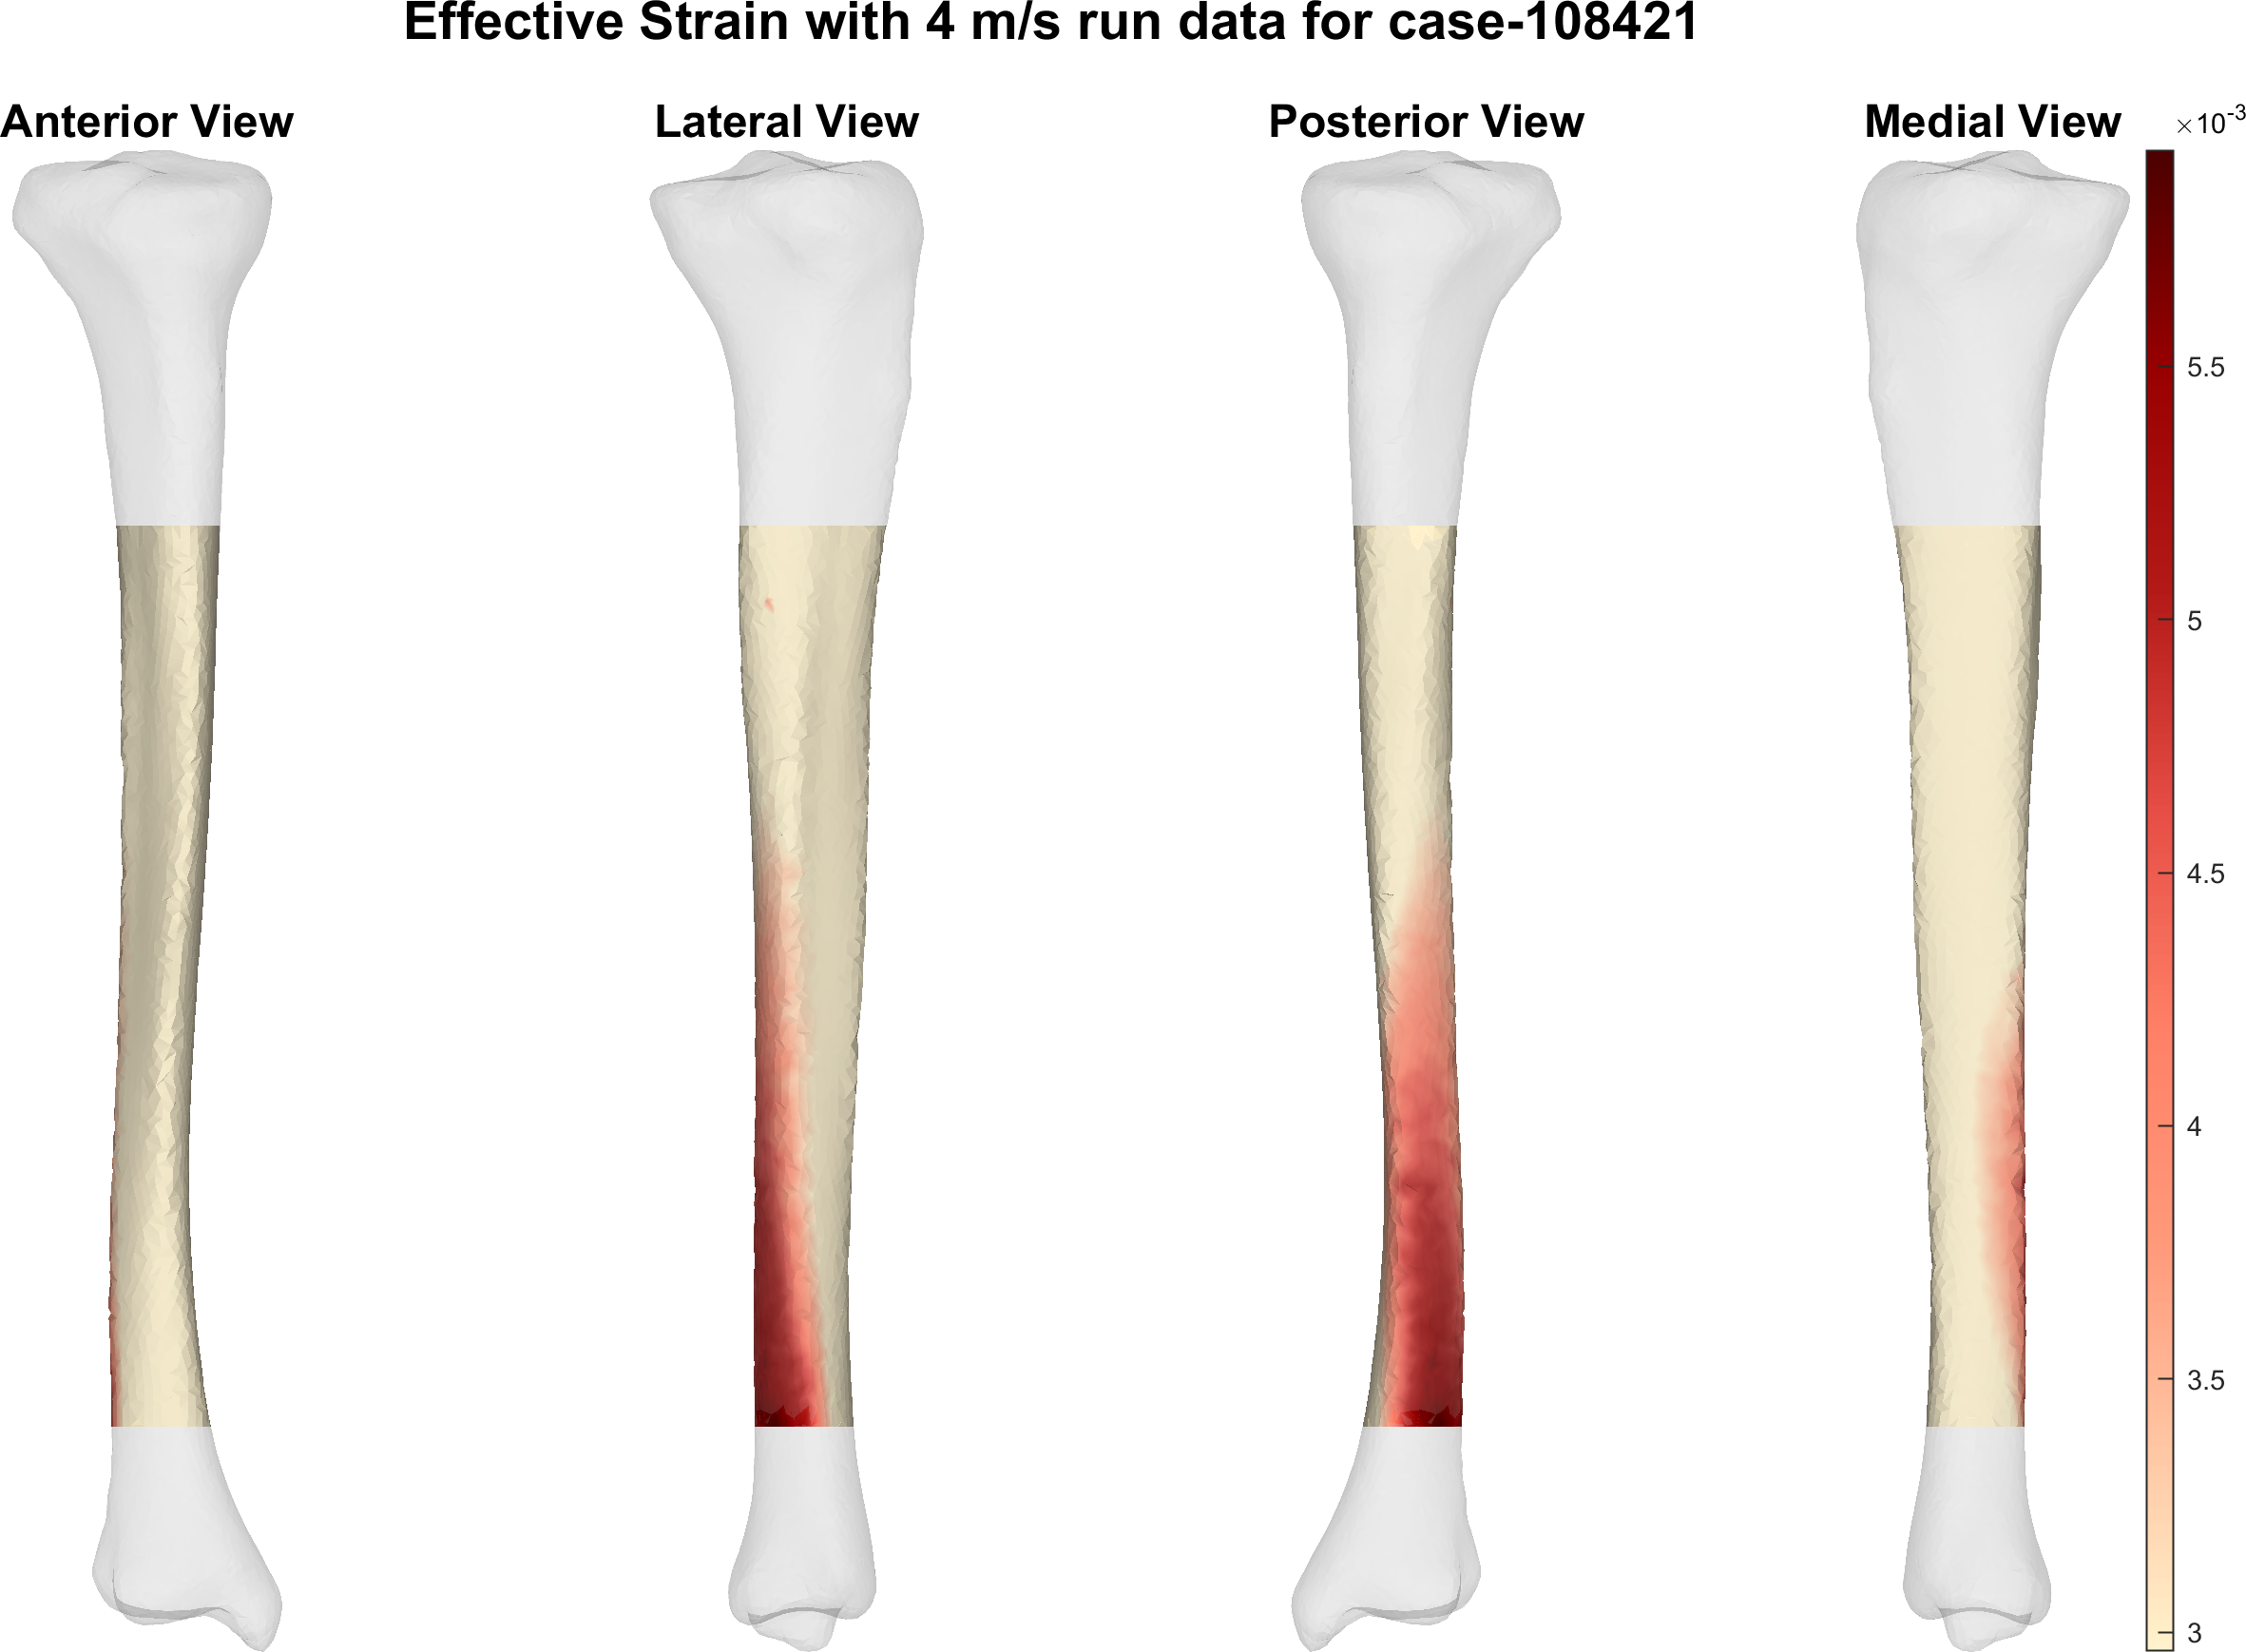 Effective Strain with 4 m/s run data for case-108421
Anterior View
Lateral View
Posterior View
Medial View
×10-3
5.5
5
4.5
4
3.5
3